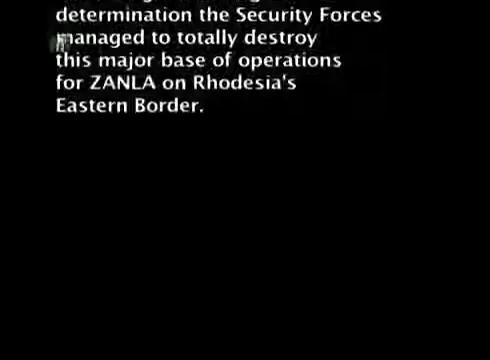 determination the Security Forces
managed to totally destroy
this major base of operations
for ZANLA on Rhodesia's
Eastern Border.